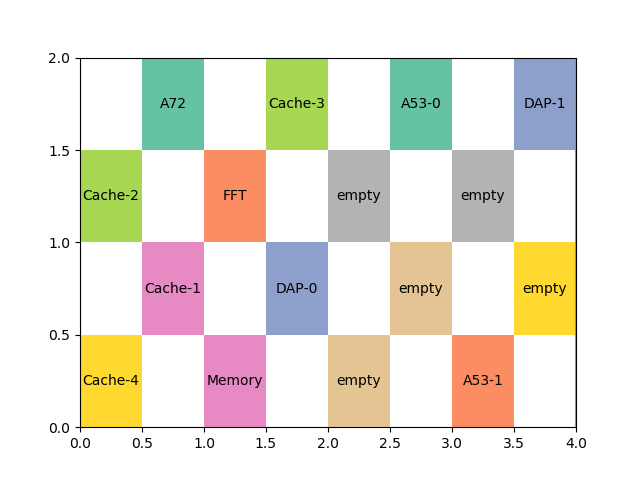 2.0
A72 Cache-3 A53-0 DAP-1
1.5
Cache-2 FFT empty empty
1.0
Cache-1 DAP-0 empty empty
0.5
Cache-4 Memory empty A53-1
0.0
0.0 0.5 1.0 1.5 2.0 2.5 3.0 3.5 4.0